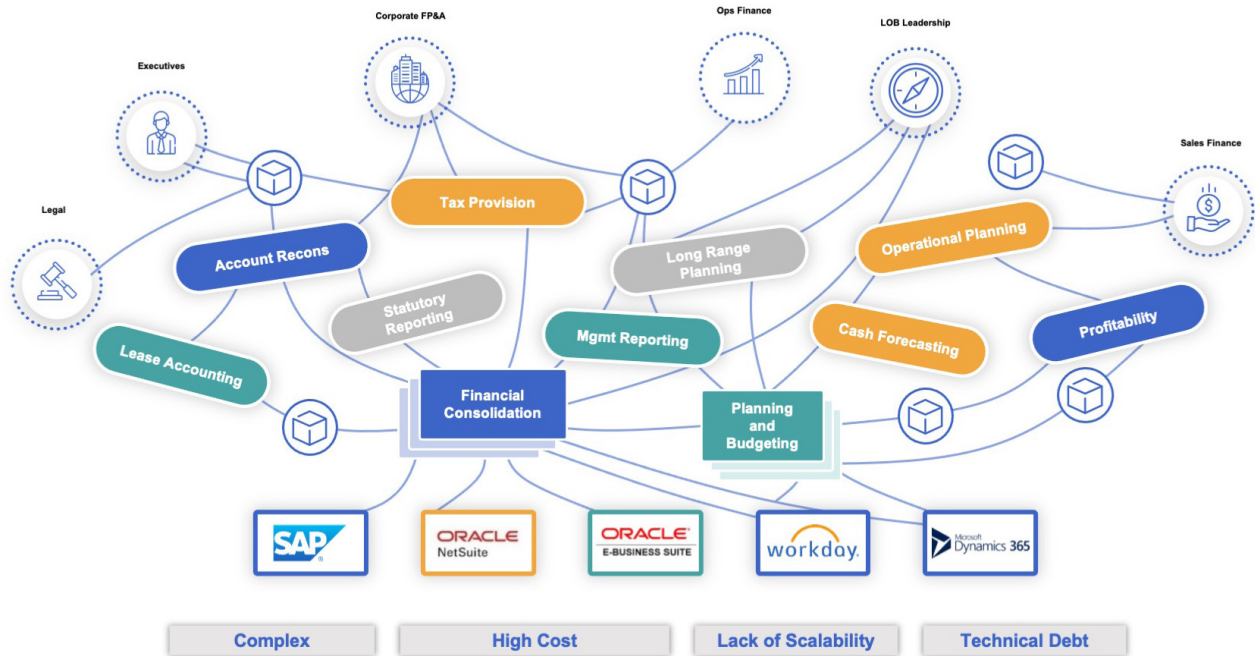 Corporate FP&A
Ops Finance
LOB Leadership
Executives
Sales Finance
Legal
Tax Provision
Account Recons
Long Range
Planning
Operational Planning
Statutory
Reporting
Lease Accounting
Mgmt Reporting
Cash Forecasting
Profitability
Financial
Consolidation
Planning
and
Budgeting
SAP®
ORACLE
NetSuite
ORACLE®
E-BUSINESS SUITE
workday.
Microsoft
Dynamics 365
Complex
High Cost
Lack of Scalability
Technical Debt